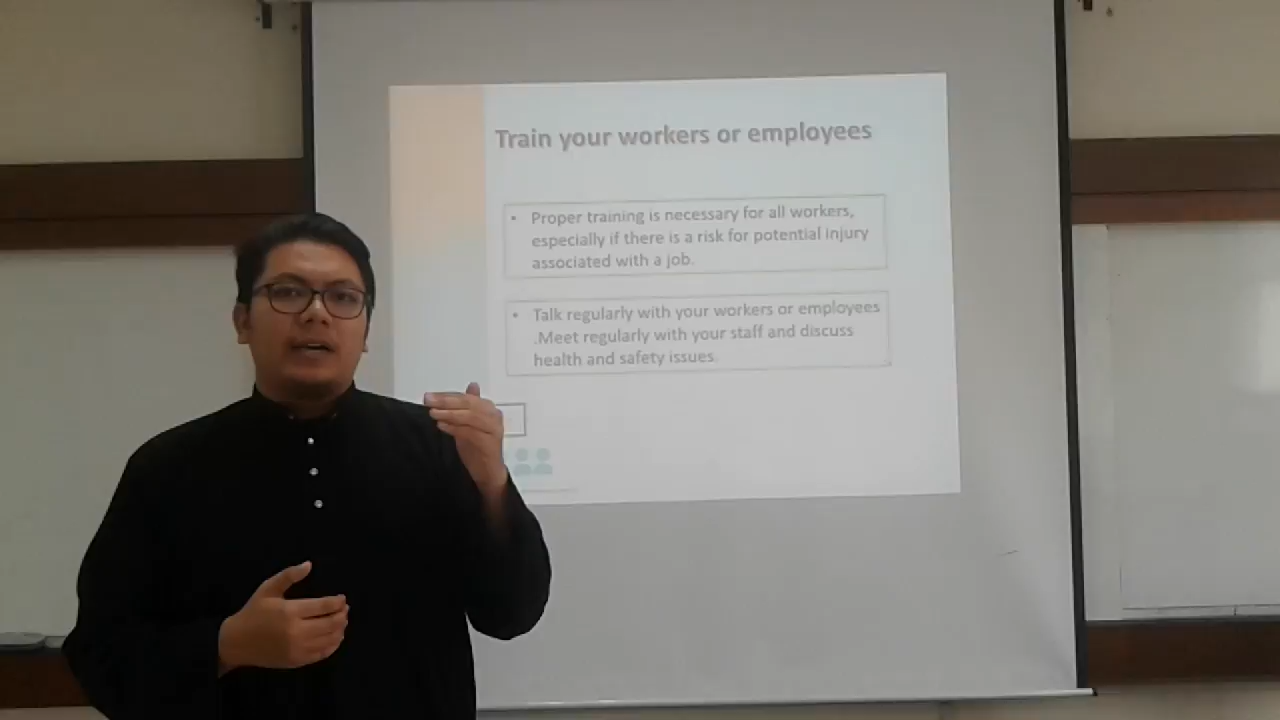 Train your workers or employees
• Proper training is necessary for all workers,
especially if there is a risk for potential injury
associated with a job.
• Talk regularly with your workers or employees
.Meet regularly with your staff and discuss
health and safety issues.